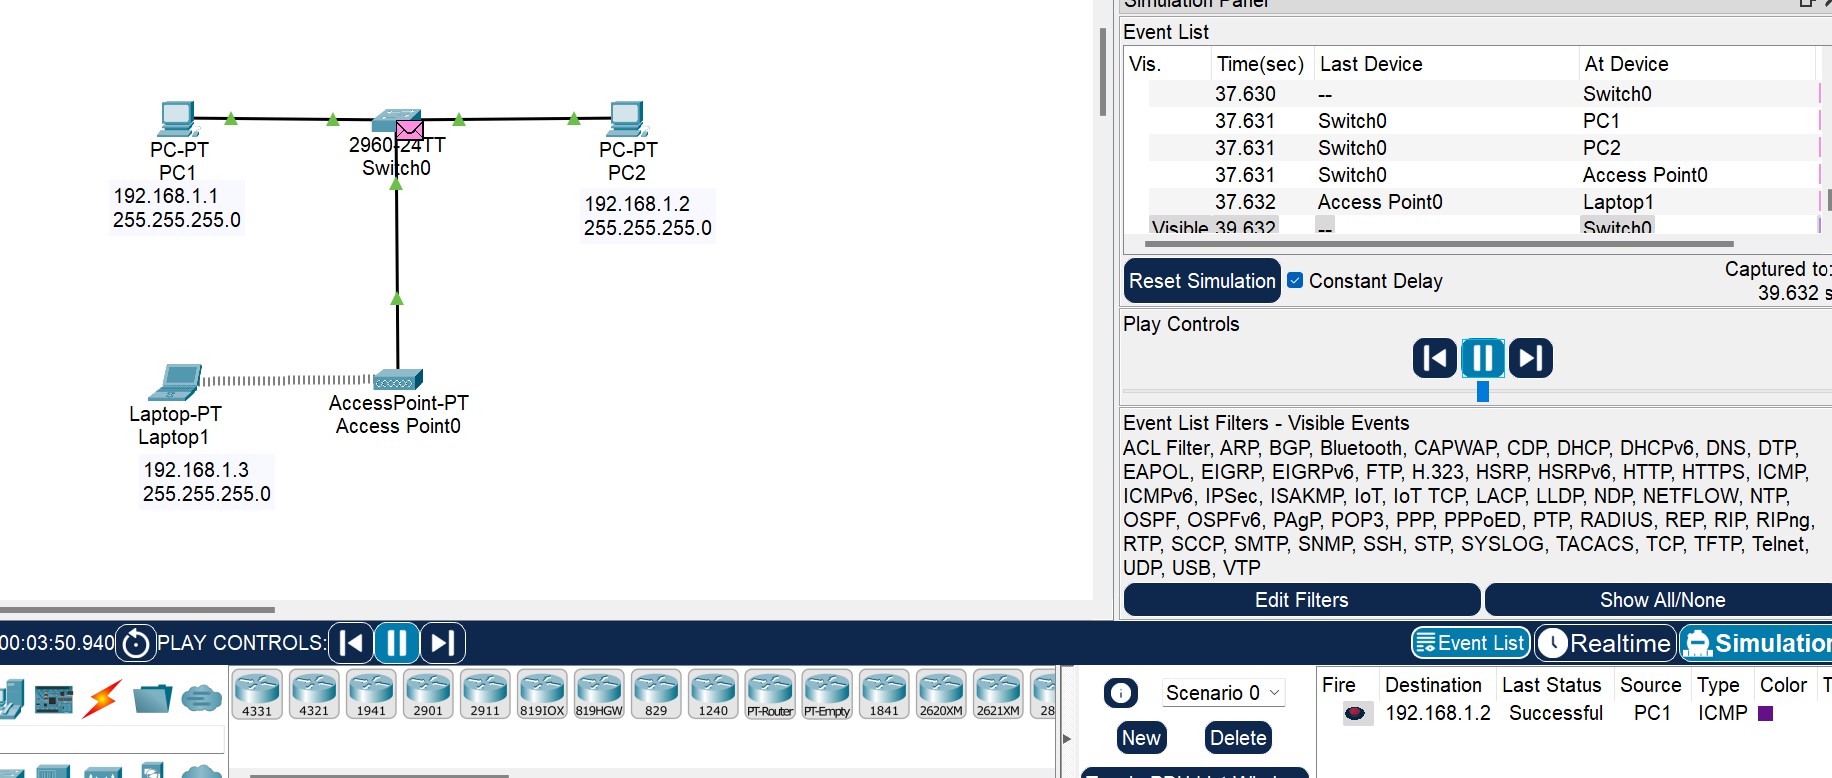 Simulation Panel
Event List
Vis. Time(sec) Last Device At Device
37.630 -- Switch0
37.631 Switch0 PC1
37.631 Switch0 PC2
37.631 Switch0 Access Point0
37.632 Access Point0 Laptop1
Visible 39.632 -- Switch0
Reset Simulation Constant Delay
Captured to:
39.632 s
Play Controls
Event List Filters - Visible Events
ACL Filter, ARP, BGP, Bluetooth, CAPWAP, CDP, DHCP, DHCPv6, DNS, DTP,
EAPOL, EIGRP, EIGRPv6, FTP, H.323, HSRP, HSRPv6, HTTP, HTTPS, ICMP,
ICMPv6, IPSec, ISAKMP, IoT, IoT TCP, LACP, LLDP, NDP, NETFLOW, NTP,
OSPF, OSPFv6, PAgP, POP3, PPP, PPPoED, PTP, RADIUS, REP, RIP, RIPng,
RTP, SCCP, SMTP, SNMP, SSH, STP, SYSLOG, TACACS, TCP, TFTP, Telnet,
UDP, USB, VTP
Edit Filters Show All/None
PC-PT
PC1
192.168.1.1
255.255.255.0
2960-24TT
Switch0
PC-PT
PC2
192.168.1.2
255.255.255.0
Laptop-PT
Laptop1
192.168.1.3
255.255.255.0
AccessPoint-PT
Access Point0
00:03:50.940 PLAY CONTROLS:
Event List Realtime Simulation
4331 4321 1941 2901 2911 819IOX 819HGW 829 1240 PT-Router PT-Empty 1841 2620XM 2621XM 28
Scenario 0
New Delete
Fire Destination Last Status Source Type Color T
192.168.1.2 Successful PC1 ICMP